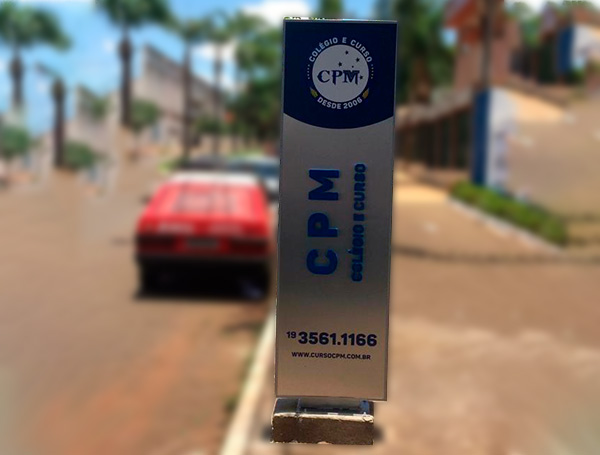 COLÉGIO E CURSO
CPM
DESDE 2006
CPM
COLÉGIO E CURSO
19 3561.1166
WWW.CURSOCPM.COM.BR